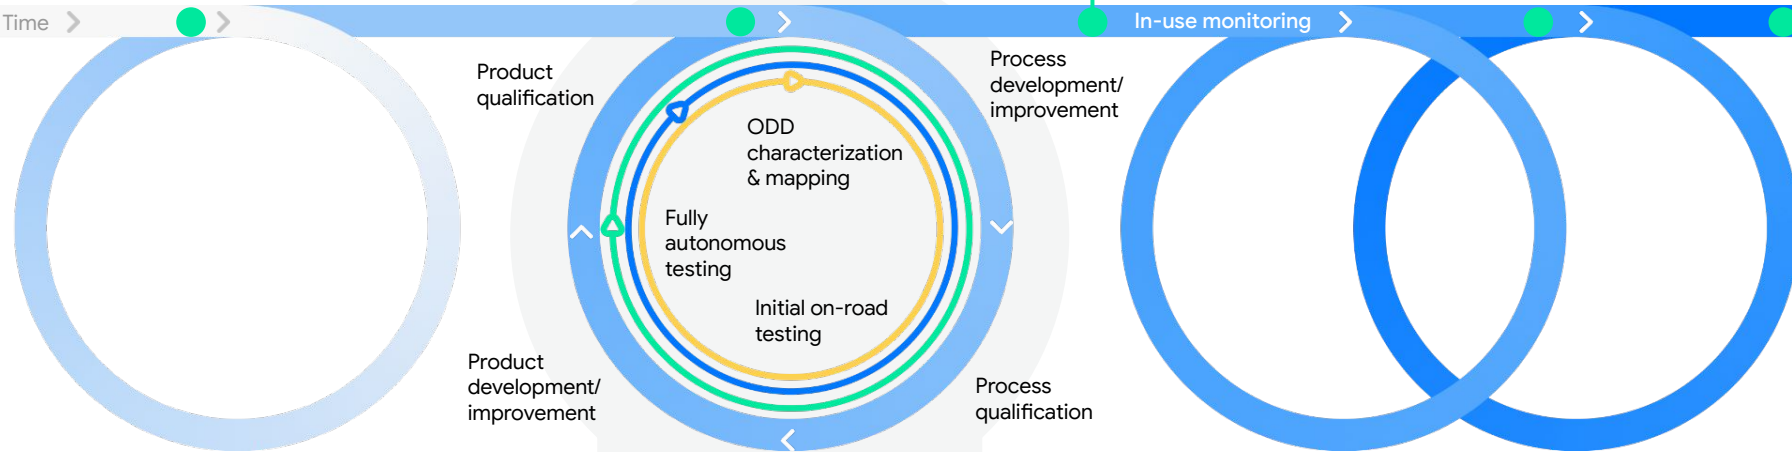 Time
In-use monitoring
Product
qualification
Process
development/
improvement
ODD
characterization
& mapping
Fully
autonomous
testing
Initial on-road
testing
Product
development/
improvement
Process
qualification